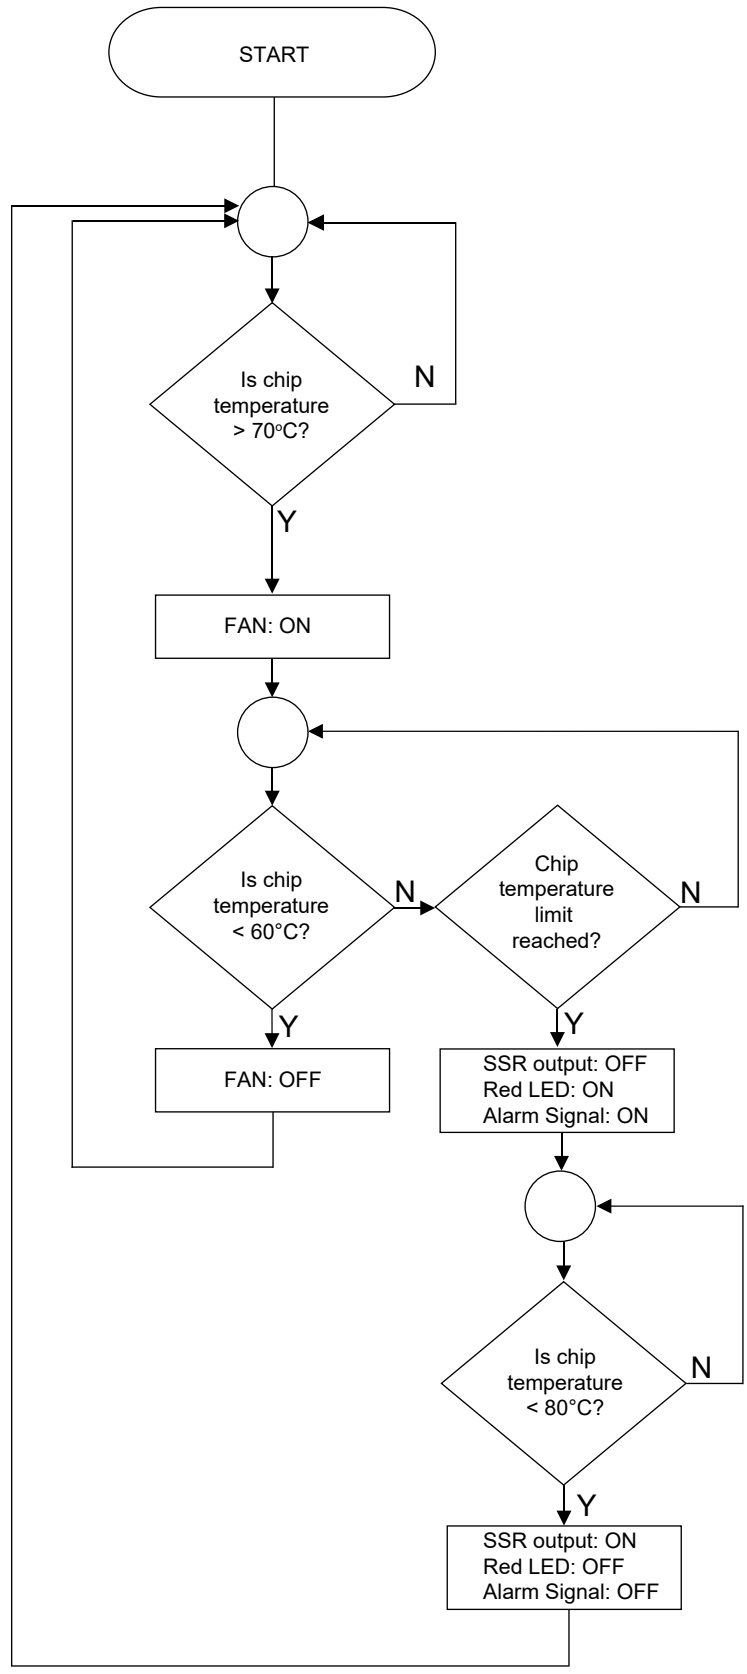 START
Is chip
temperature
> 70°C?
N
Y
FAN: ON
Is chip
temperature
< 60°C?
N
Chip
temperature
limit
reached?
N
Y
FAN: OFF
Y
SSR output: OFF
Red LED: ON
Alarm Signal: ON
Is chip
temperature
< 80°C?
N
Y
SSR output: ON
Red LED: OFF
Alarm Signal: OFF